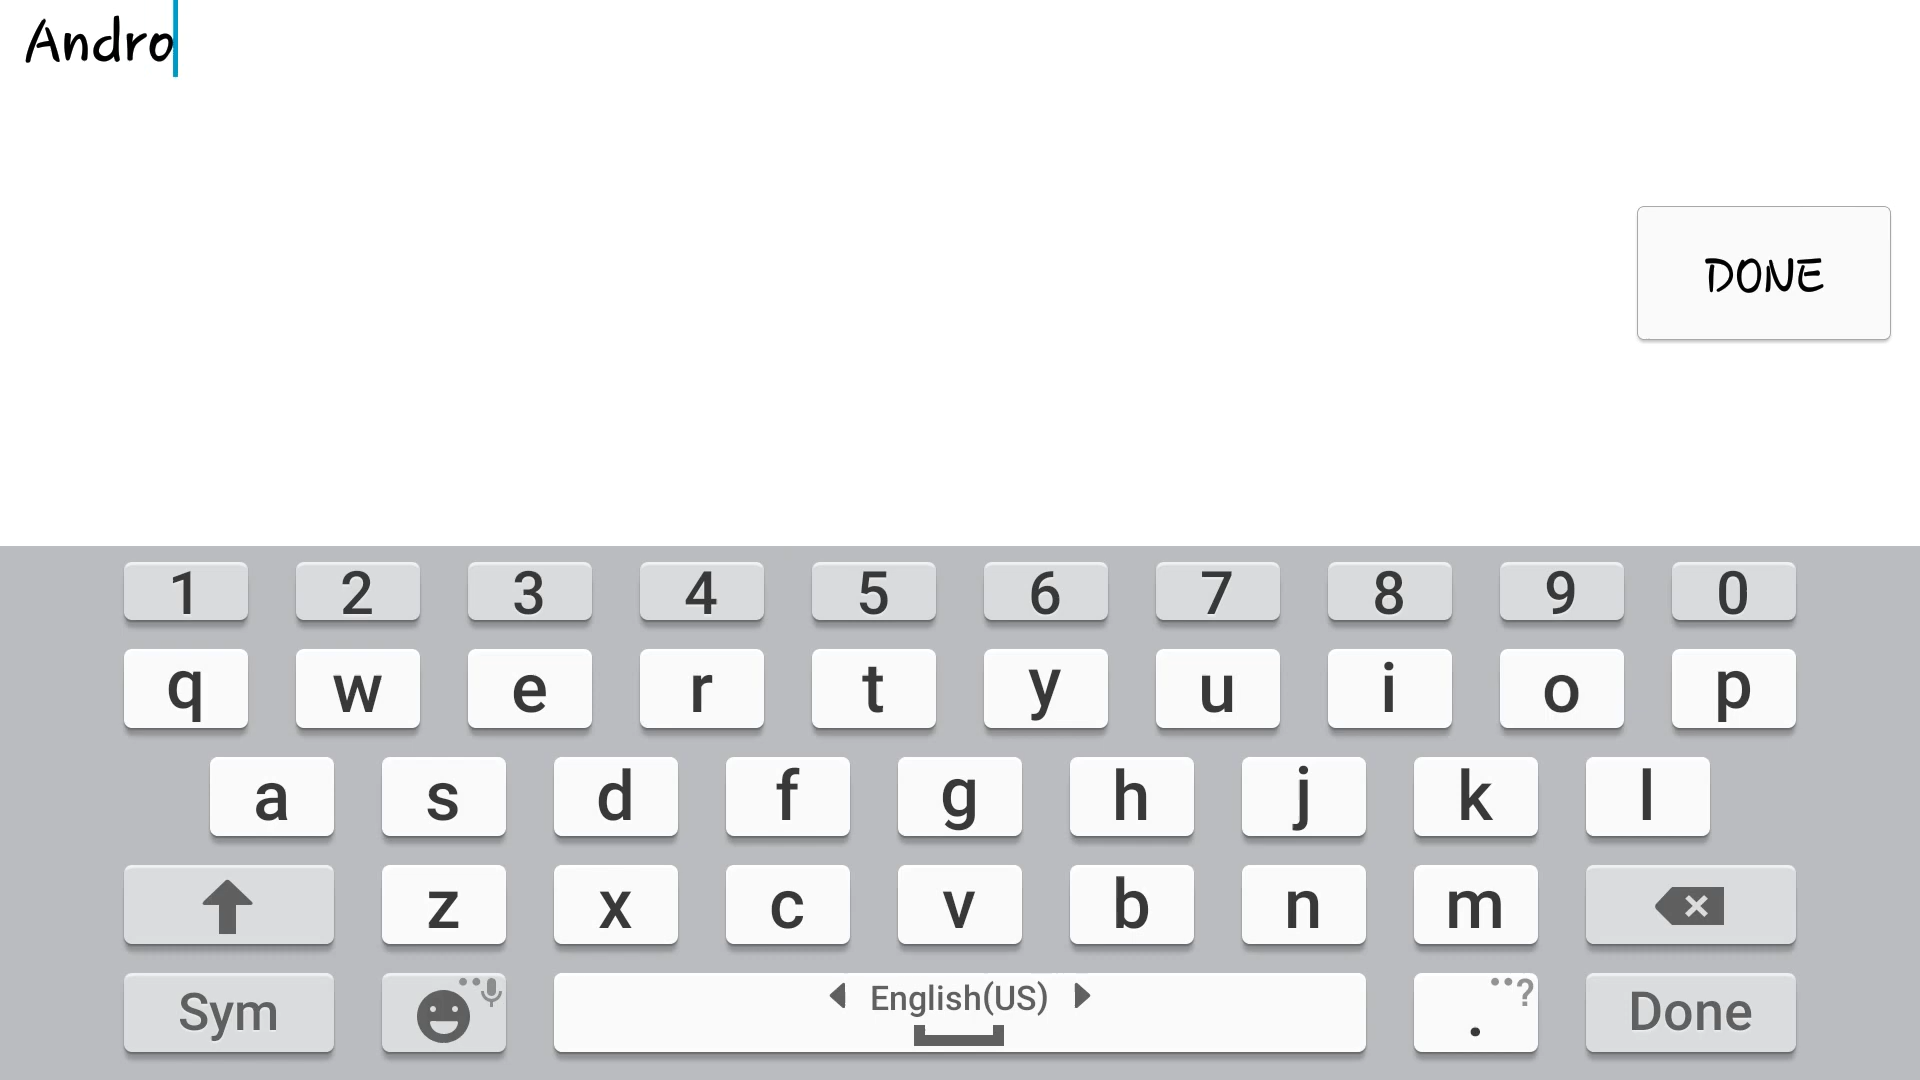 Andro
DONE
1 2 3 4 5 6 7 8 9 0
q w e r t y u i o p
a s d f g h j k l
z x c v b n m
Sym English(US) . ? Done